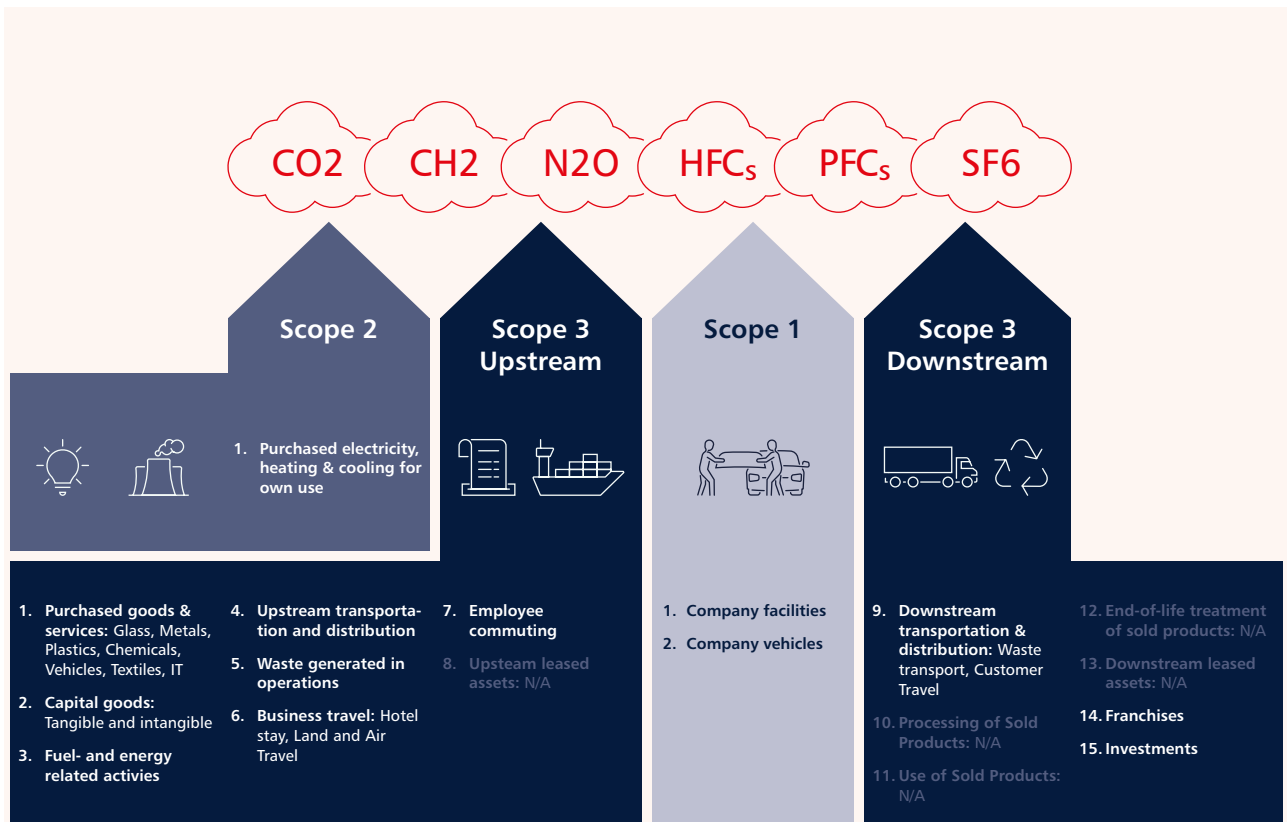 CO2
CH2
N2O
HFCs
PFCs
SF6
Scope 2
1. Purchased electricity,
heating & cooling for
own use
Scope 3
Upstream
Scope 1
Scope 3
Downstream
1. Purchased goods &
services: Glass, Metals,
Plastics, Chemicals,
Vehicles, Textiles, IT
2. Capital goods:
Tangible and intangible
3. Fuel- and energy
related activies
4. Upstream transporta-
tion and distribution
5. Waste generated in
operations
6. Business travel: Hotel
stay, Land and Air
Travel
7. Employee
commuting
8. Upsteam leased
assets: N/A
1. Company facilities
2. Company vehicles
9. Downstream
transportation &
distribution: Waste
transport, Customer
Travel
10. Processing of Sold
Products: N/A
11. Use of Sold Products:
N/A
12. End-of-life treatment
of sold products: N/A
13. Downstream leased
assets: N/A
14. Franchises
15. Investments